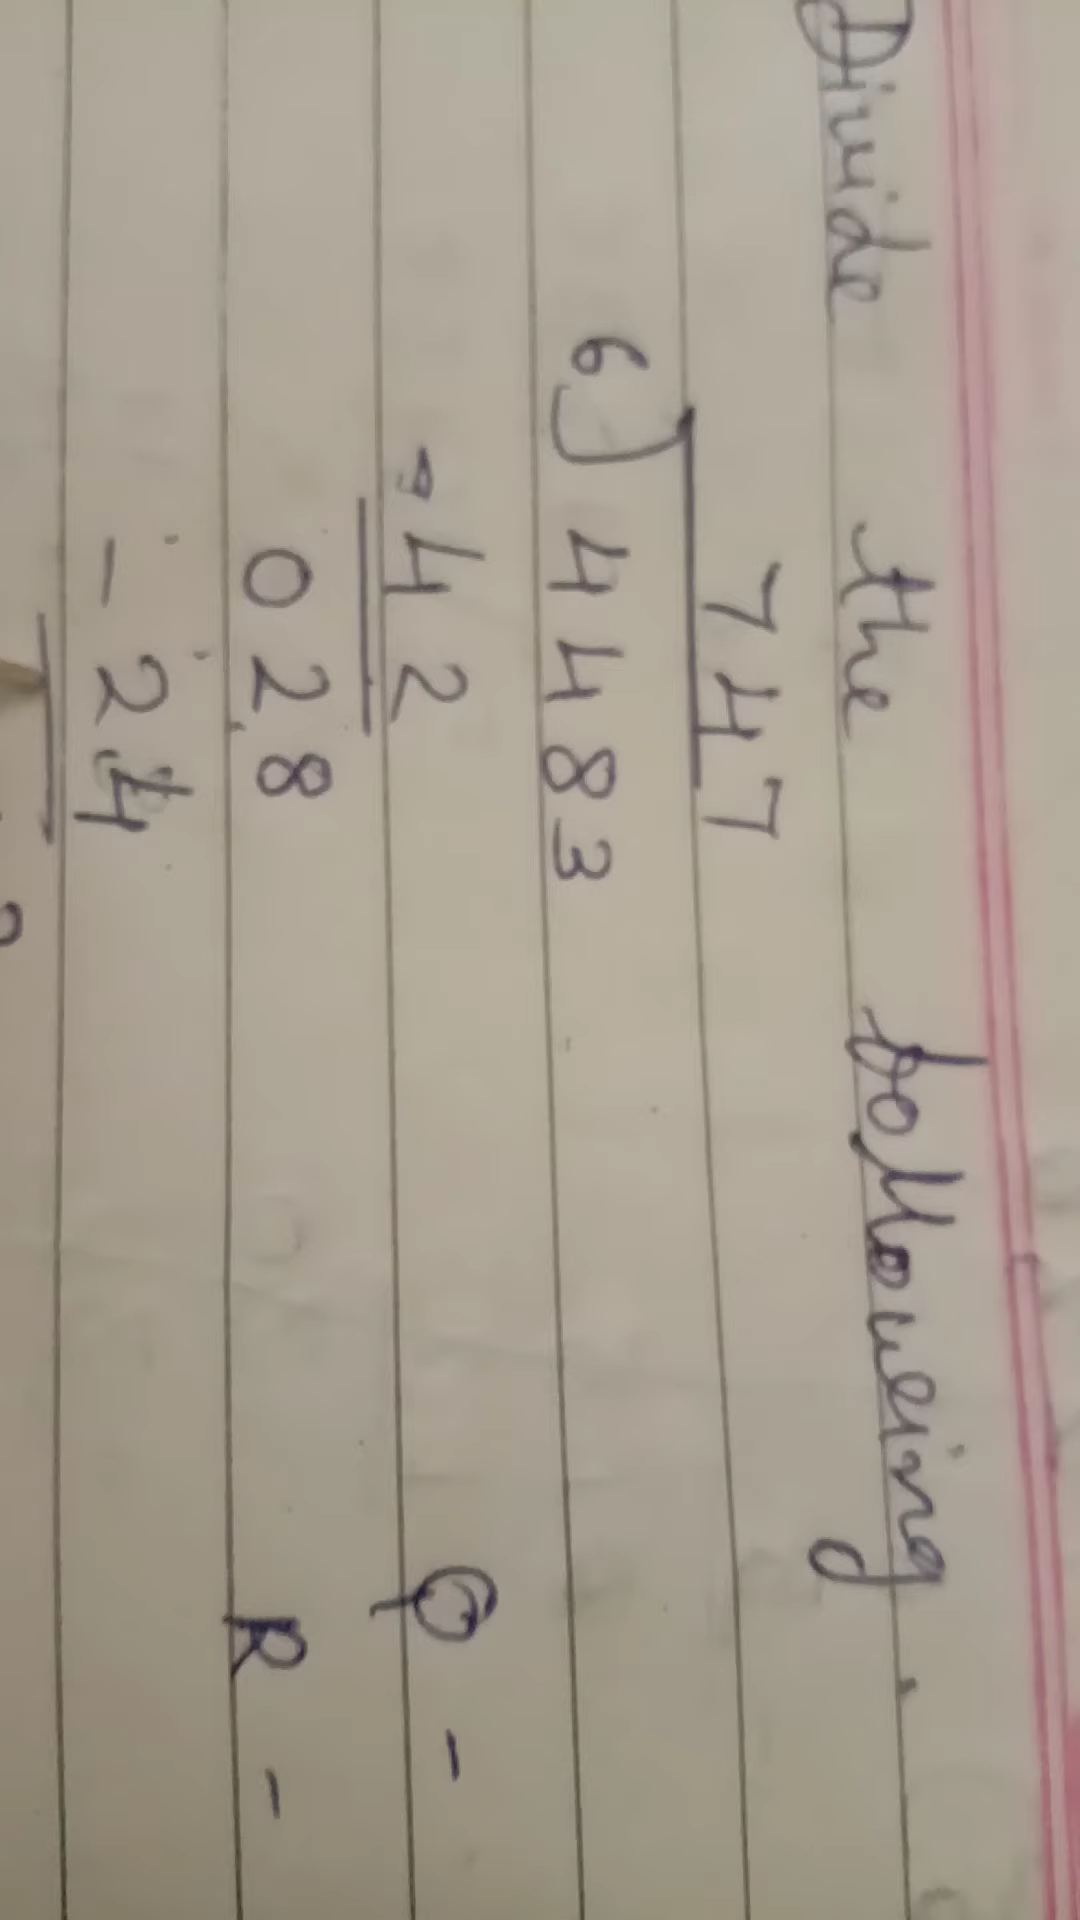 Divide the following.
747
6) 4483
-42
028 Q-
- 24 R-